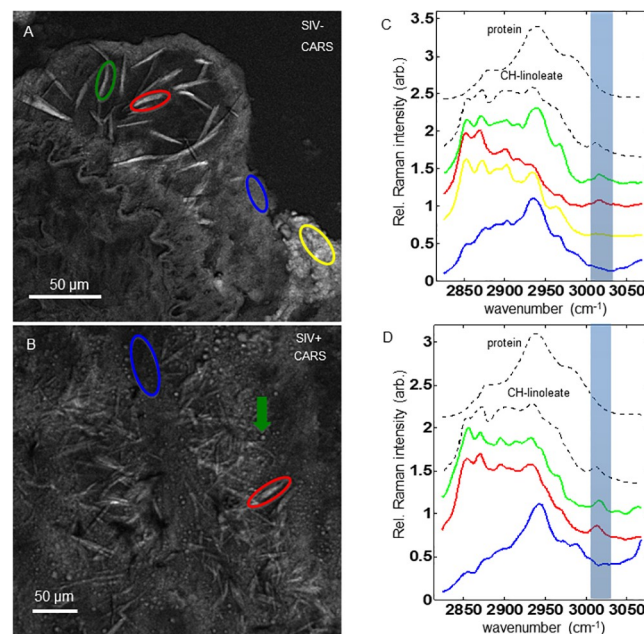 A
SIV-
CARS
50 µm
B
SIV+
CARS
50 µm
C
Rel. Raman intensity (arb.)
3.5
3
2.5
2
1.5
1
0.5
0
protein
CH-linoleate
2850 2900 2950 3000 3050
wavenumber (cm-1)
D
Rel. Raman intensity (arb.)
3.5
3
2.5
2
1.5
1
0.5
0
protein
CH-linoleate
2850 2900 2950 3000 3050
wavenumber (cm-1)